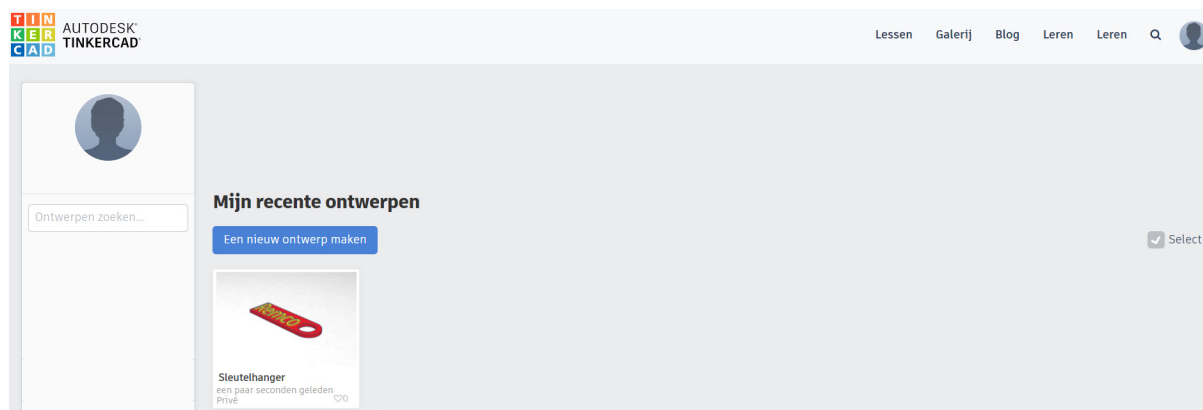 TIN
KER
CAD
AUTODESK®
TINKERCAD®
Lessen Galerij Blog Leren Leren
Ontwerpen zoeken...
Mijn recente ontwerpen
Een nieuw ontwerp maken
Select
Remco
Sleutelhanger
een paar seconden geleden
Privé
0